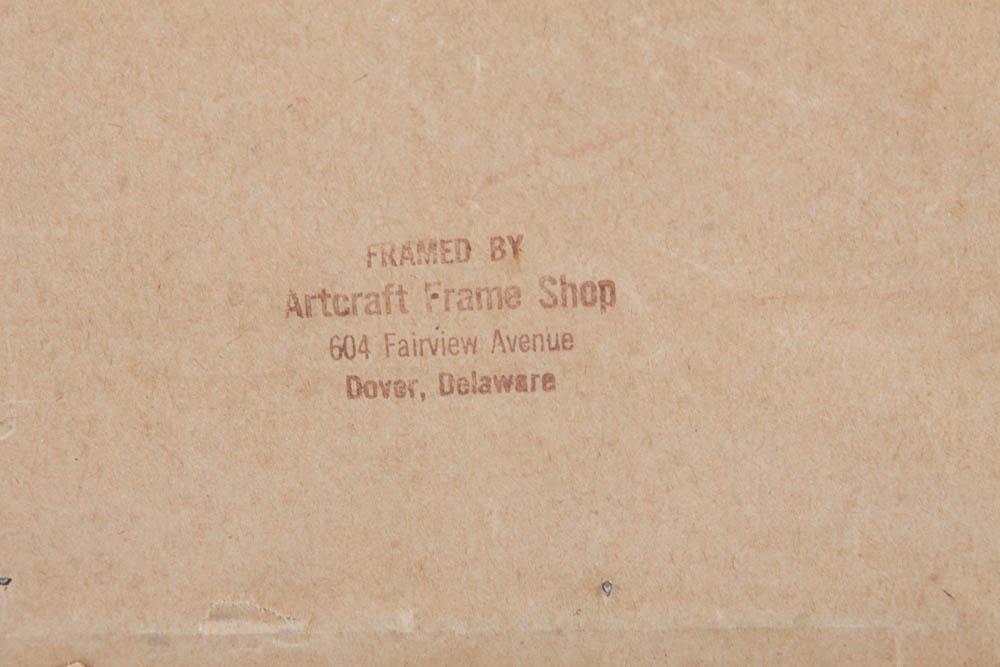 FRAMED BY
Artcraft Frame Shop
604 Fairview Avenue
Dover, Delaware